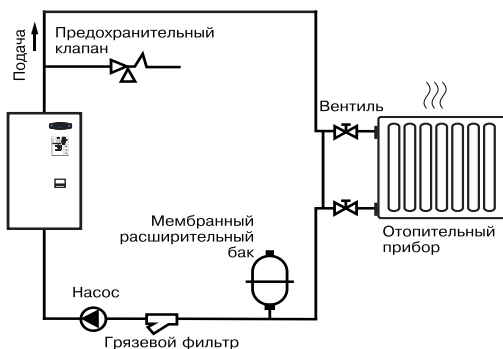 Подача
Предохранительный
клапан
Вентиль
Отопительный
прибор
Мембранный
расширительный
бак
Насос
Грязевой фильтр